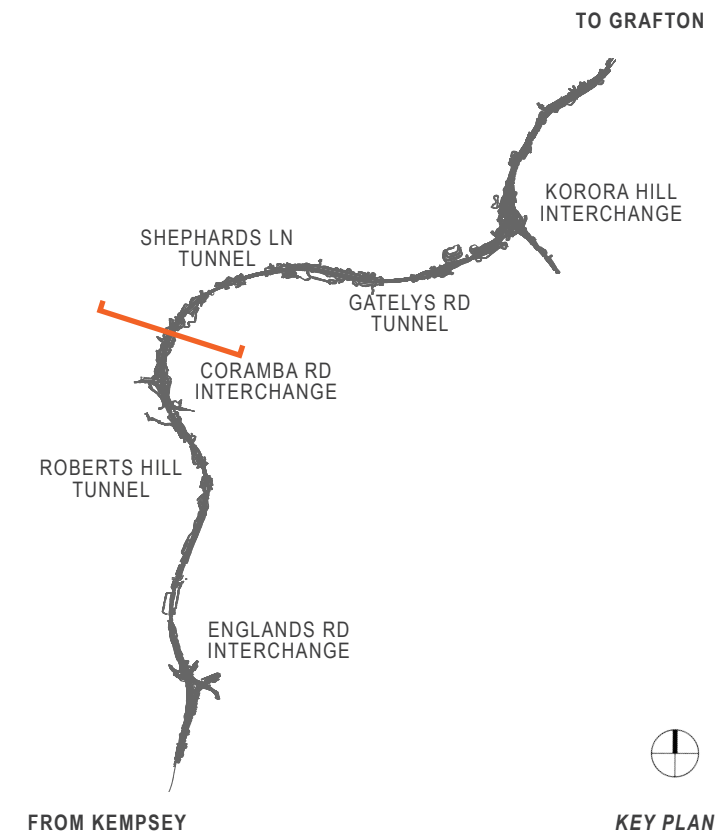 TO GRAFTON
KORORA HILL
INTERCHANGE
SHEPHARDS LN
TUNNEL
GATELYS RD
TUNNEL
CORAMBA RD
INTERCHANGE
ROBERTS HILL
TUNNEL
ENGLANDS RD
INTERCHANGE
FROM KEMPSEY
KEY PLAN